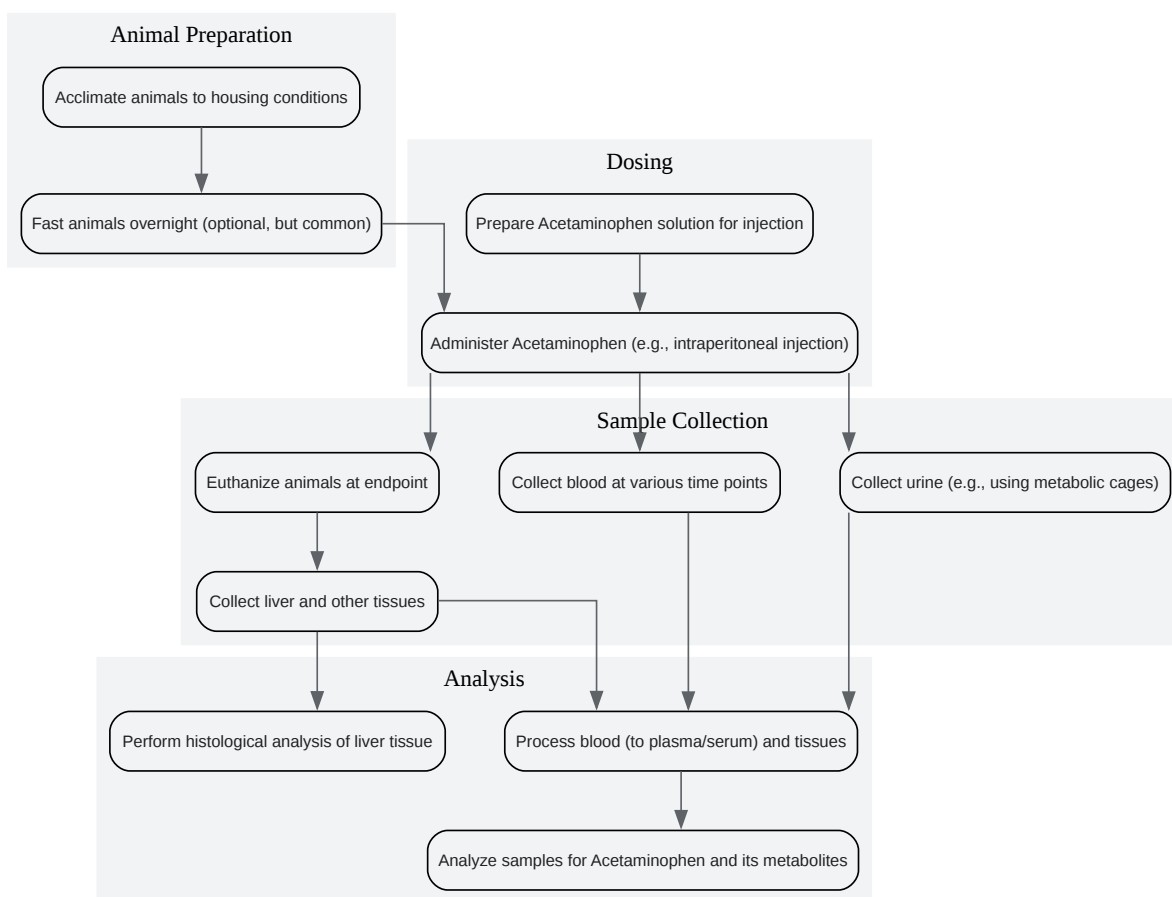 Animal Preparation
Acclimate animals to housing conditions
Fast animals overnight (optional, but common)
Dosing
Prepare Acetaminophen solution for injection
Administer Acetaminophen (e.g., intraperitoneal injection)
Sample Collection
Euthanize animals at endpoint
Collect blood at various time points
Collect urine (e.g., using metabolic cages)
Collect liver and other tissues
Analysis
Perform histological analysis of liver tissue
Process blood (to plasma/serum) and tissues
Analyze samples for Acetaminophen and its metabolites